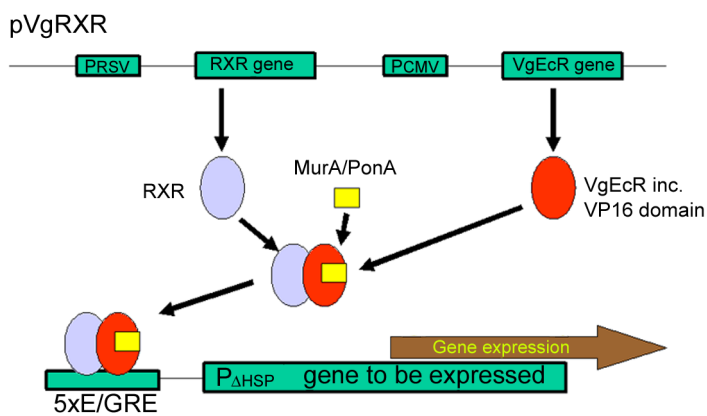 pVgRXR
PRSV
RXR gene
PCMV
VgEcR gene
MurA/PonA
RXR
VgEcR inc.
VP16 domain
Gene expression
PΔHSP gene to be expressed
5xE/GRE